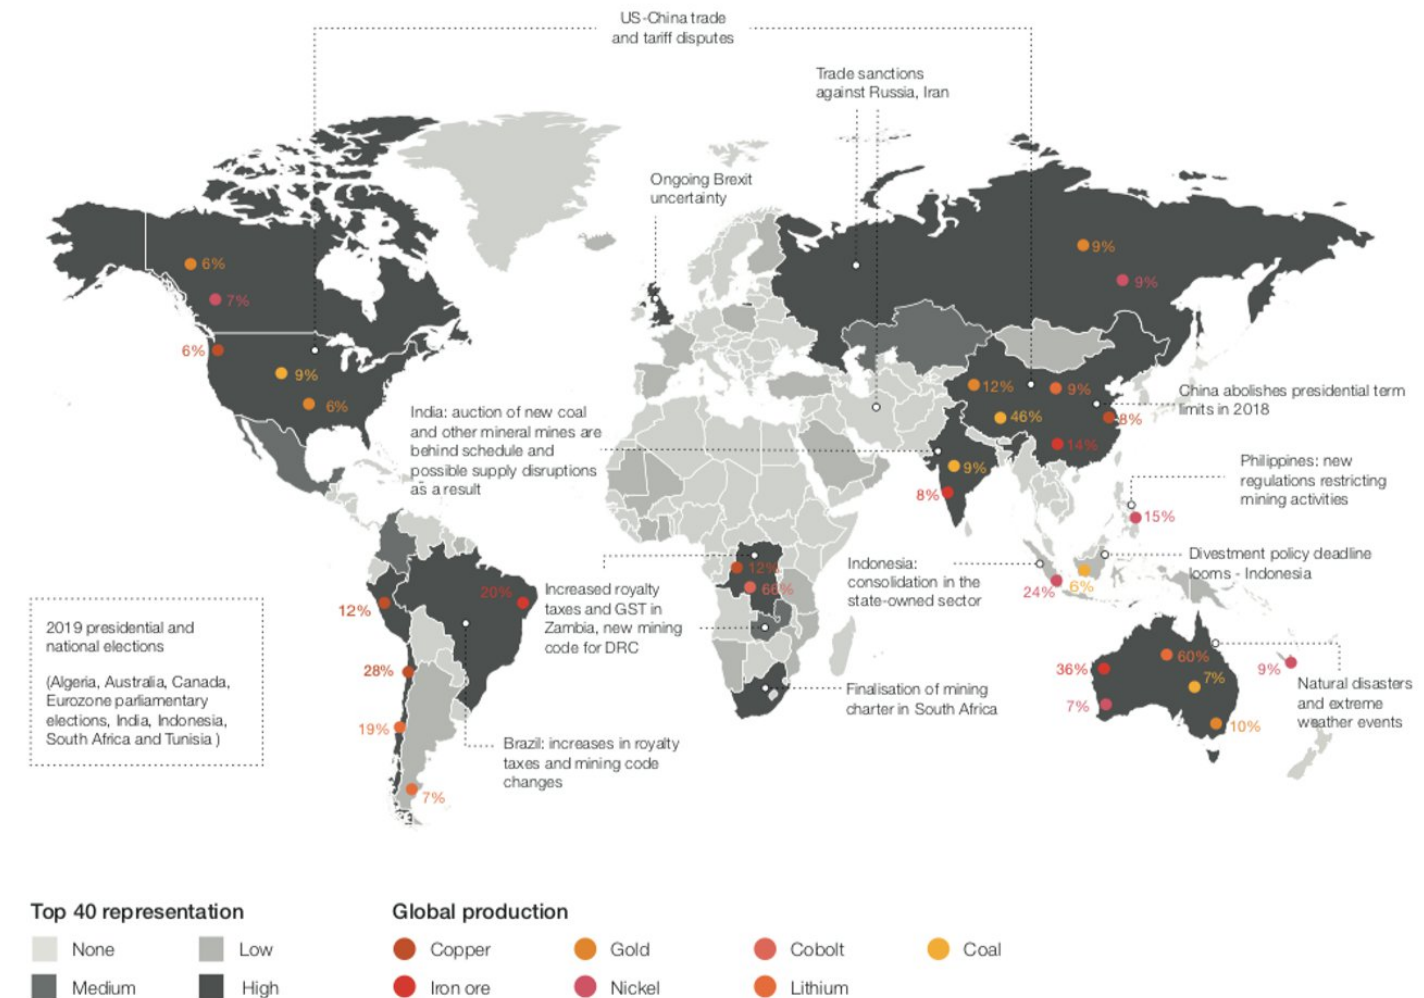 US-China trade
and tariff disputes
Trade sanctions
against Russia, Iran
Ongoing Brexit
uncertainty
6%
7%
6%
9%
6%
9%
9%
12%
9%
46%
8%
14%
China abolishes presidential term
limits in 2018
India: auction of new coal
and other mineral mines are
behind schedule and
possible supply disruptions
as a result
9%
8%
Philippines: new
regulations restricting
mining activities
15%
Divestment policy deadline
looms - Indonesia
Indonesia:
consolidation in the
state-owned sector
6%
24%
12%
66%
Increased royalty
taxes and GST in
Zambia, new mining
code for DRC
20%
12%
28%
19%
7%
Brazil: increases in royalty
taxes and mining code
changes
Finalisation of mining
charter in South Africa
36%
60%
7%
7%
10%
9%
Natural disasters
and extreme
weather events
2019 presidential and
national elections
(Algeria, Australia, Canada,
Eurozone parliamentary
elections, India, Indonesia,
South Africa and Tunisia )
Top 40 representation
None
Low
Medium
High
Global production
Copper
Gold
Cobolt
Coal
Iron ore
Nickel
Lithium